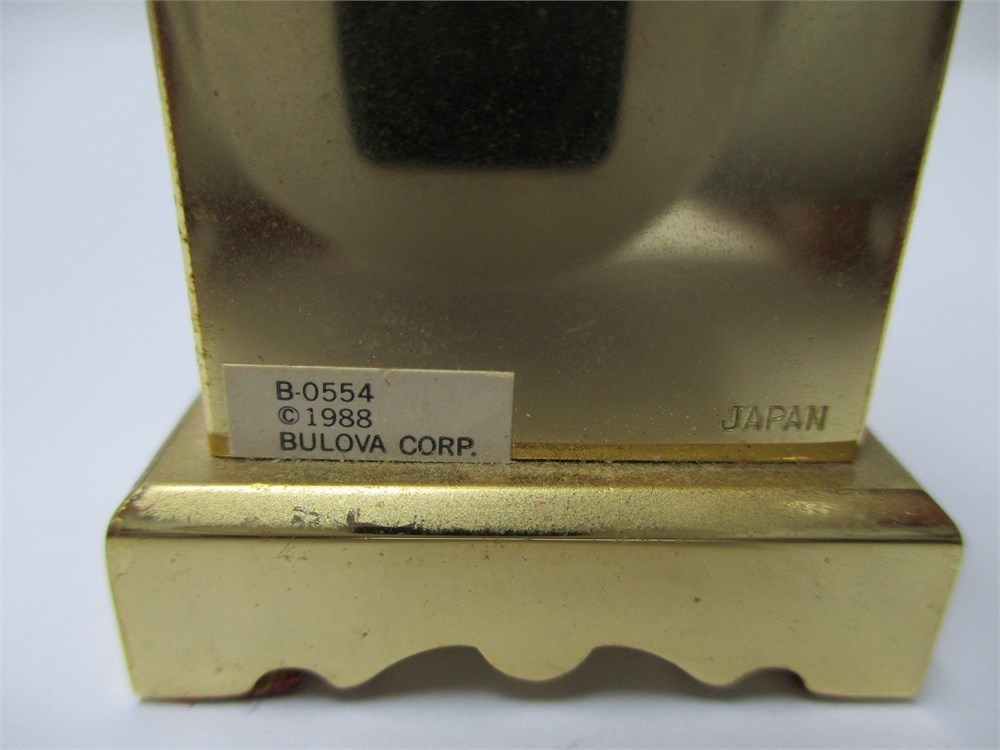 B-0554
©1988
BULOVA CORP.
JAPAN